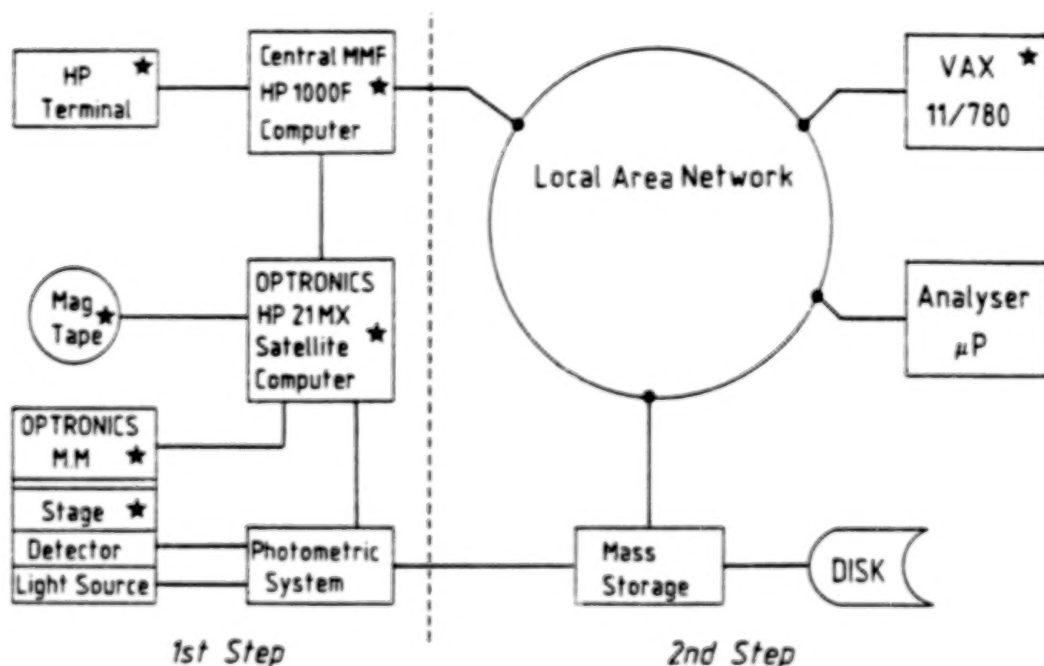 HP
Terminal
Central MMF
HP 1000F
Computer
Mag
Tape
OPTRONICS
HP 21MX
Satellite
Computer
OPTRONICS
M.M
Stage
Detector
Light Source
Photometric
System
1st Step
Local Area Network
VAX
11/780
Analyser
μP
Mass
Storage
DISK
2nd Step